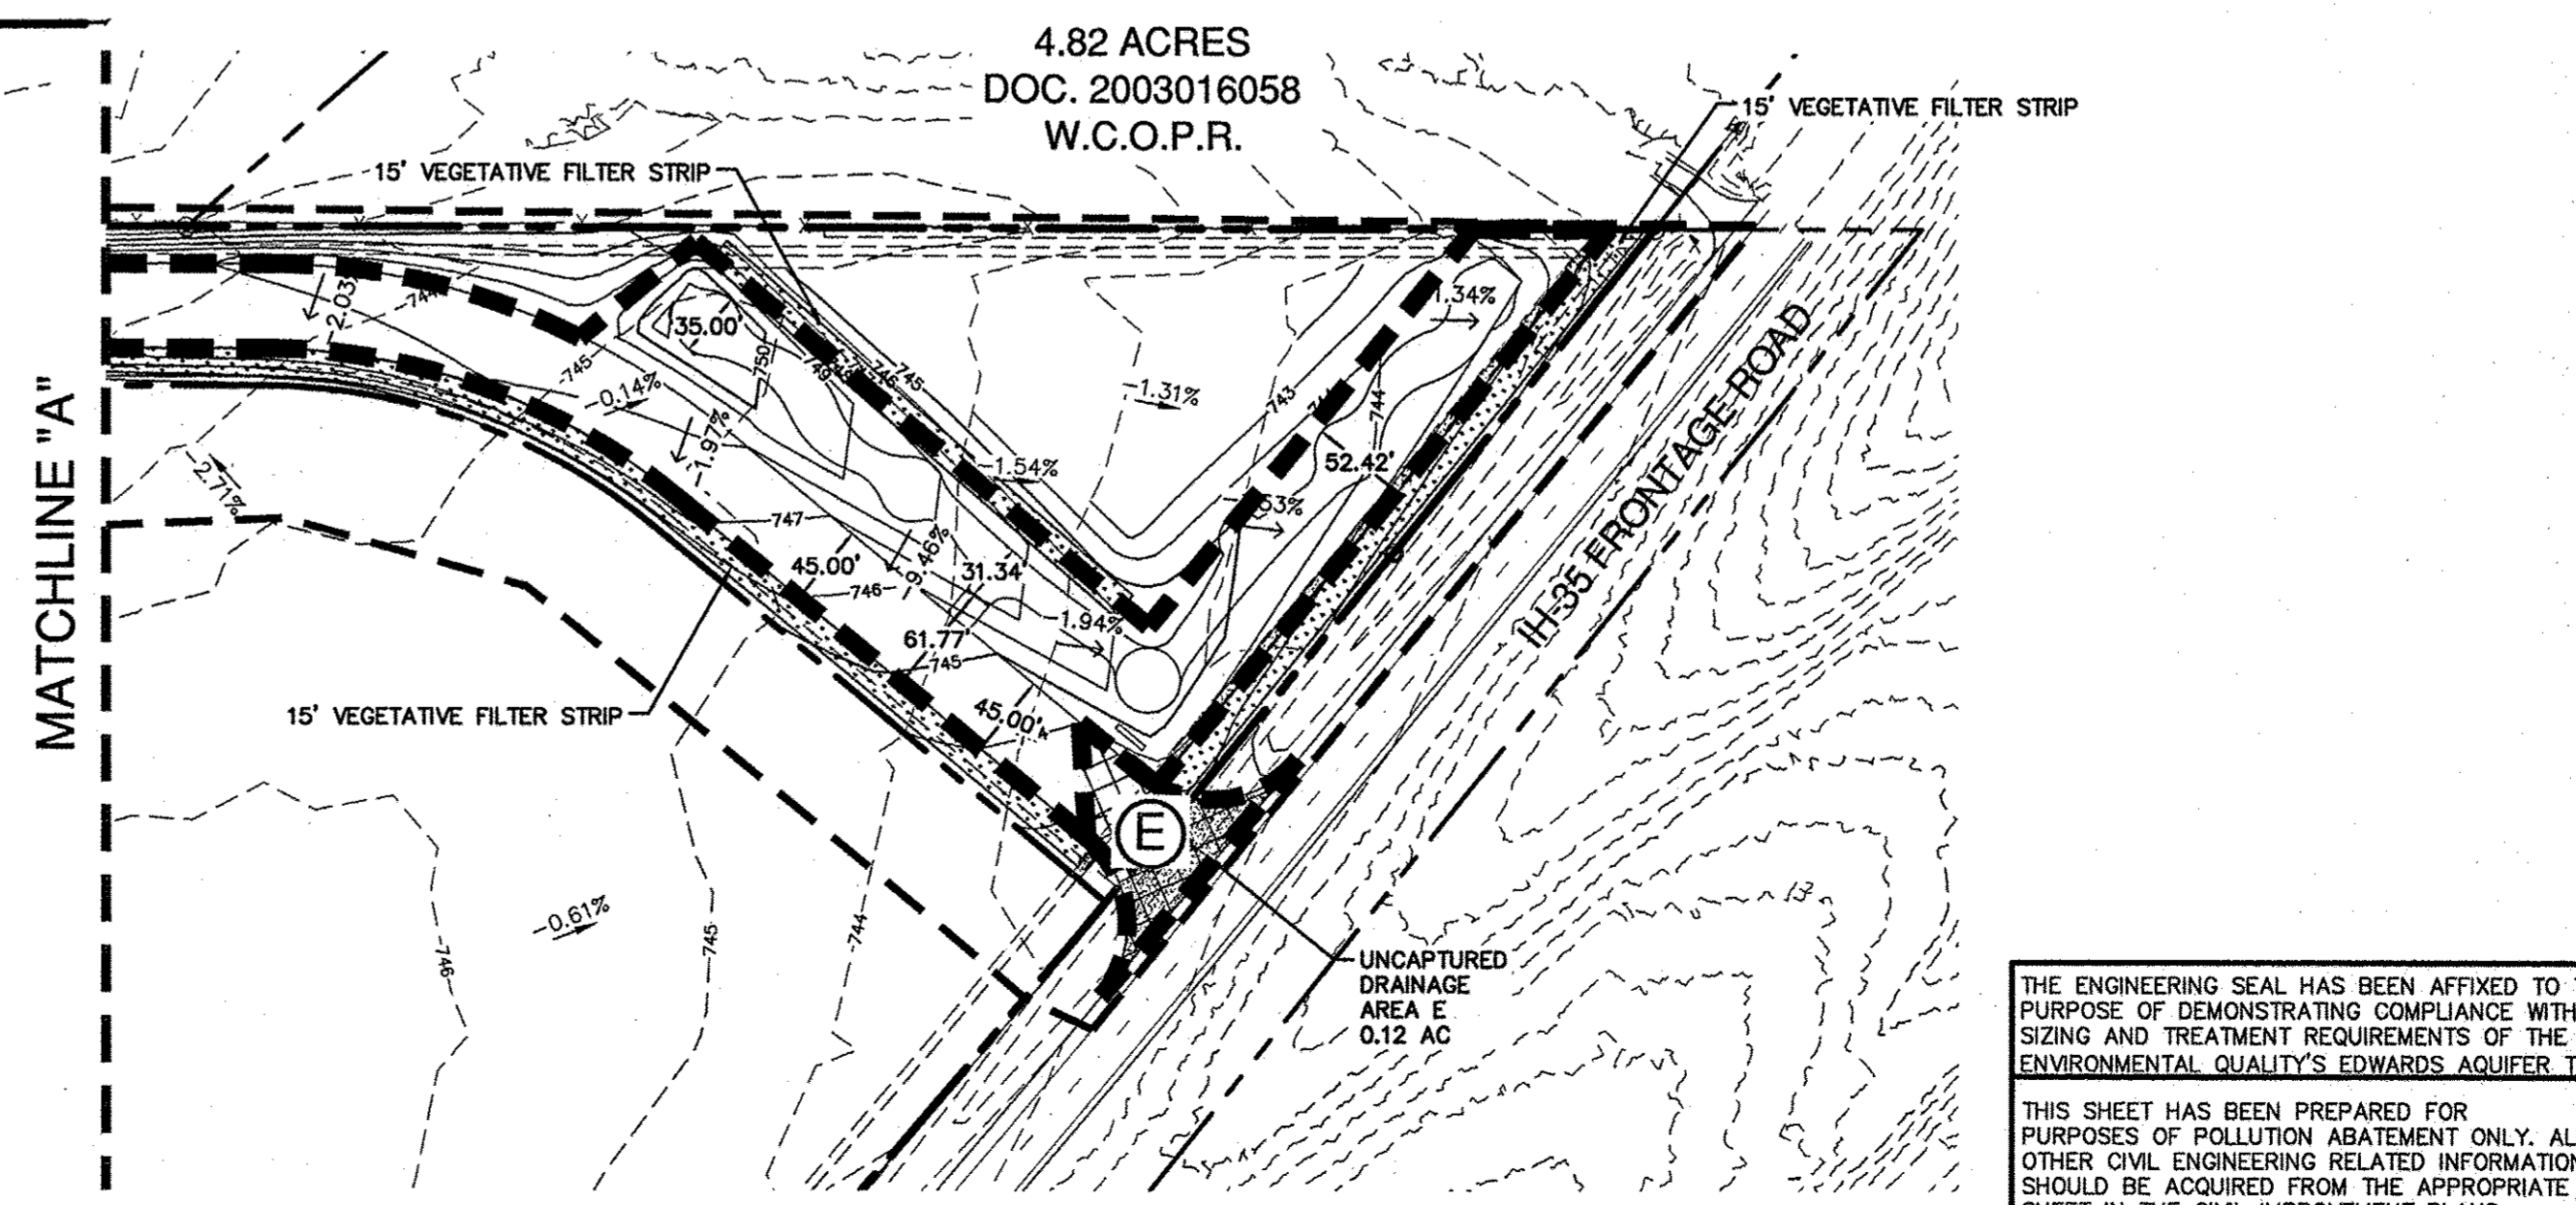 4.82 ACRES
DOC. 2003016058
W.C.O.P.R.
15' VEGETATIVE FILTER STRIP
15' VEGETATIVE FILTER STRIP
MATCHLINE "A"
-2.03
-744
35.00'
-745
-0.14%
-1.97%
-750-
749
746
745
-1.31%
743
1.34%
-744
52.42'
IH-35 FRONTAGE ROAD
-2.71%
-1.54%
-747-
45.00'
-746-
-9.46%
31.34'
-1.94%
61.77'
-745-
45.00'
15' VEGETATIVE FILTER STRIP
E
-0.61%
-746-
-745-
-744-
UNCAPTURED
DRAINAGE
AREA E
0.12 AC
THE ENGINEERING SEAL HAS BEEN AFFIXED TO
PURPOSE OF DEMONSTRATING COMPLIANCE WITH
SIZING AND TREATMENT REQUIREMENTS OF THE
ENVIRONMENTAL QUALITY'S EDWARDS AQUIFER T
THIS SHEET HAS BEEN PREPARED FOR
PURPOSES OF POLLUTION ABATEMENT ONLY. AL
OTHER CIVIL ENGINEERING RELATED INFORMATION
SHOULD BE ACQUIRED FROM THE APPROPRIATE